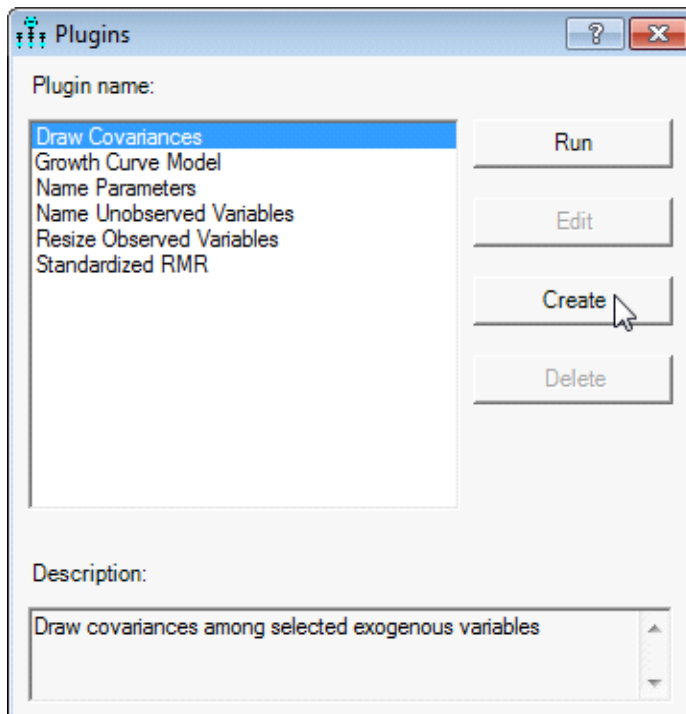 Plugins
Plugin name:
Draw Covariances
Growth Curve Model
Name Parameters
Name Unobserved Variables
Resize Observed Variables
Standardized RMR
Run
Edit
Create
Delete
Description:
Draw covariances among selected exogenous variables